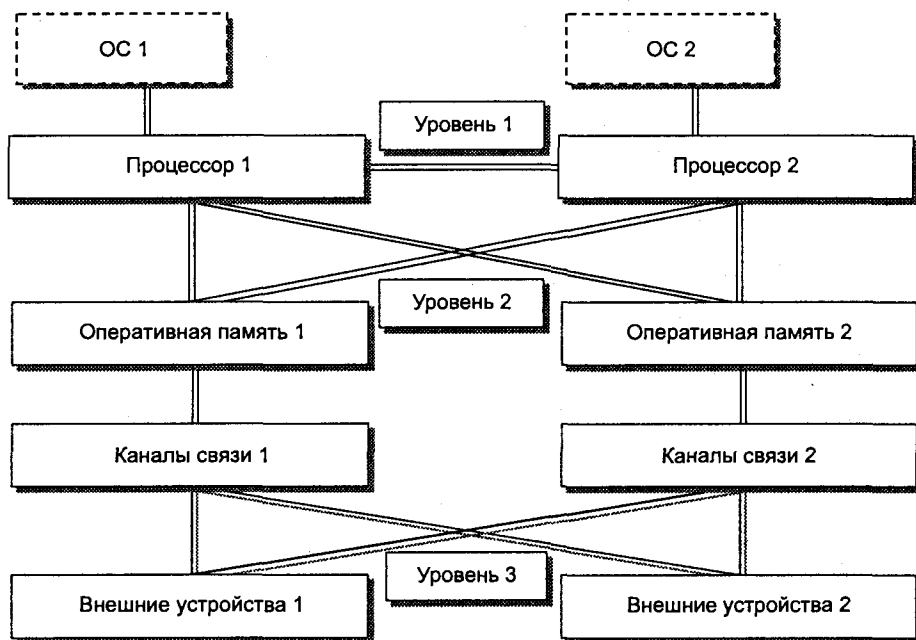 ОС 1
ОС 2
Уровень 1
Процессор 1
Процессор 2
Уровень 2
Оперативная память 1
Оперативная память 2
Каналы связи 1
Каналы связи 2
Уровень 3
Внешние устройства 1
Внешние устройства 2